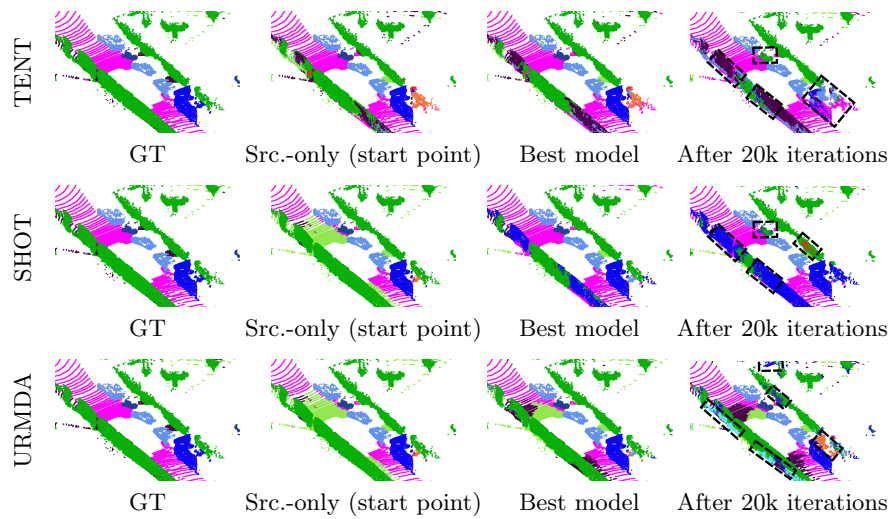 TENT
GT Src.-only (start point) Best model After 20k iterations
SHOT
GT Src.-only (start point) Best model After 20k iterations
URMDA
GT Src.-only (start point) Best model After 20k iterations